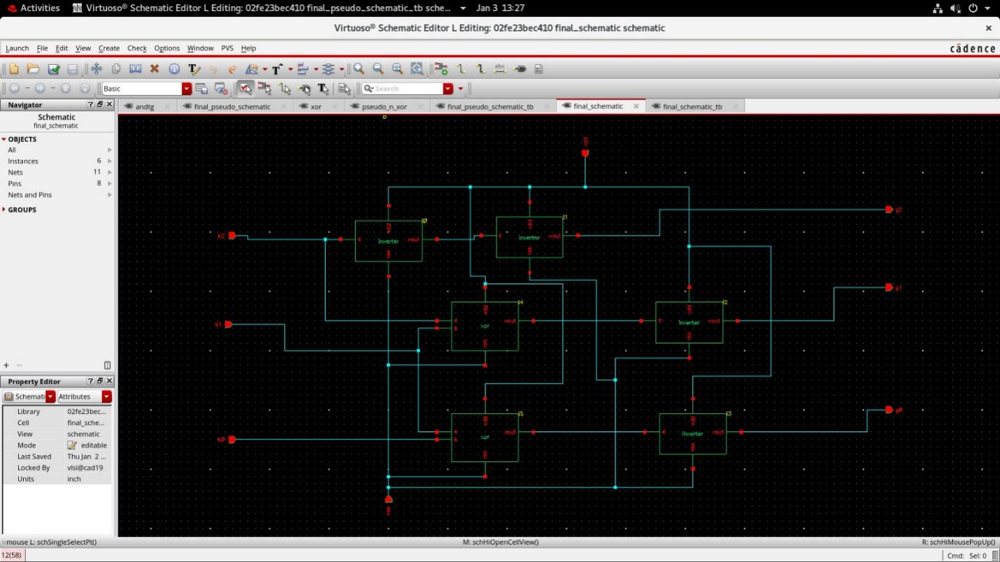 Activities Virtuoso® Schematic Editor L Editing: 02fe23bec410 final_pseudo_schematic_tb sche... Jan 3 13:27
Virtuoso® Schematic Editor L Editing: 02fe23bec410 final_schematic schematic
Launch File Edit View Create Check Options Window PVS Help cādence
Basic Search
Navigator andtg final_pseudo_schematic xor pseudo_n_xor final_pseudo_schematic_tb final_schematic final_schematic_tb
Schematic
final_schematic
OBJECTS
All
Instances 6
Nets 11
Pins 8
Nets and Pins
GROUPS
vdd
g2
I0 I1
b2 a vdd inverter vout vss a vdd inverter vout vss
g1
I4 I2
b1 a b vdd xor vout vss a vdd inverter vout vss
I5 I3 g0
b0 a b vdd xor vout vss a vdd inverter vout vss
vss
Property Editor
Schemati Attributes
Library 02fe23bec...
Cell final_sche...
View schematic
Mode editable
Last Saved Thu Jan 2 ...
Locked By vlsi@cad19
Units inch
mouse L: schSingleSelectPt() M: schHiOpenCellView() R: schHiMousePopUp()
12(58) Cmd: Sel: 0